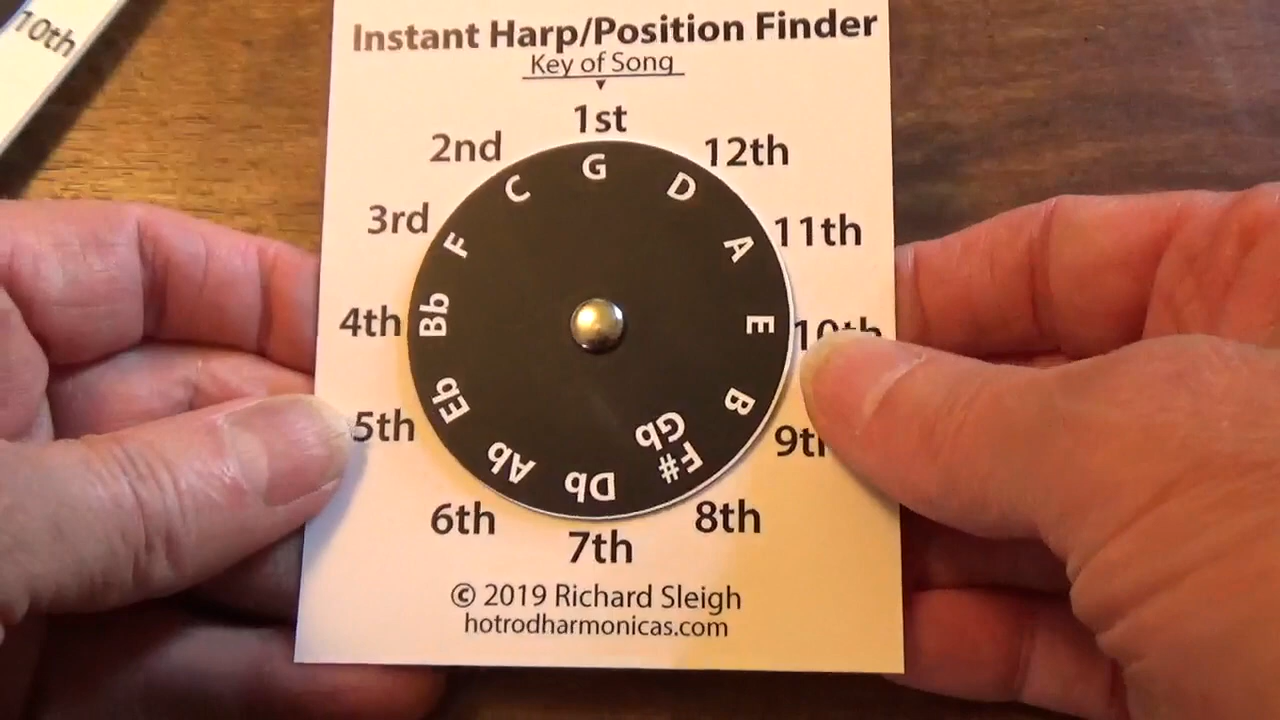 10th
Instant Harp/Position Finder
Key of Song
1st
2nd
12th
3rd
11th
4th
10th
5th
9th
6th
8th
7th
G
C
D
F
A
Bb
E
Eb
B
Ab
Gb
F#
Db
© 2019 Richard Sleigh
hotrodharmonicas.com